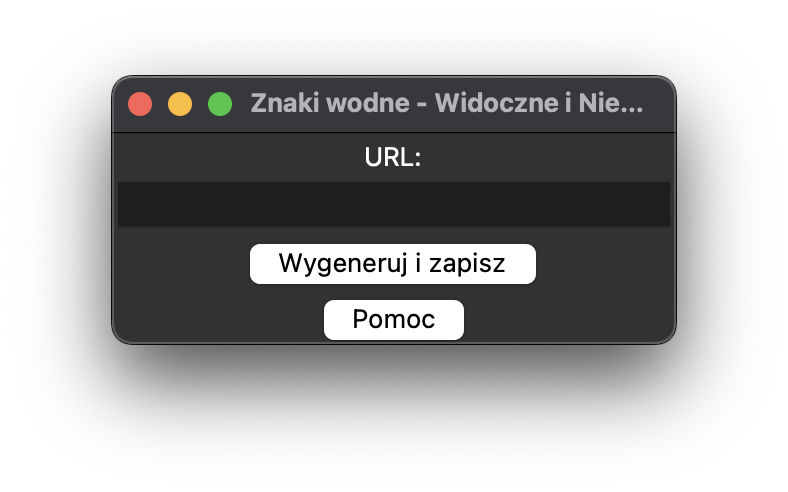 Znaki wodne - Widoczne i Nie...
URL:
Wygeneruj i zapisz
Pomoc